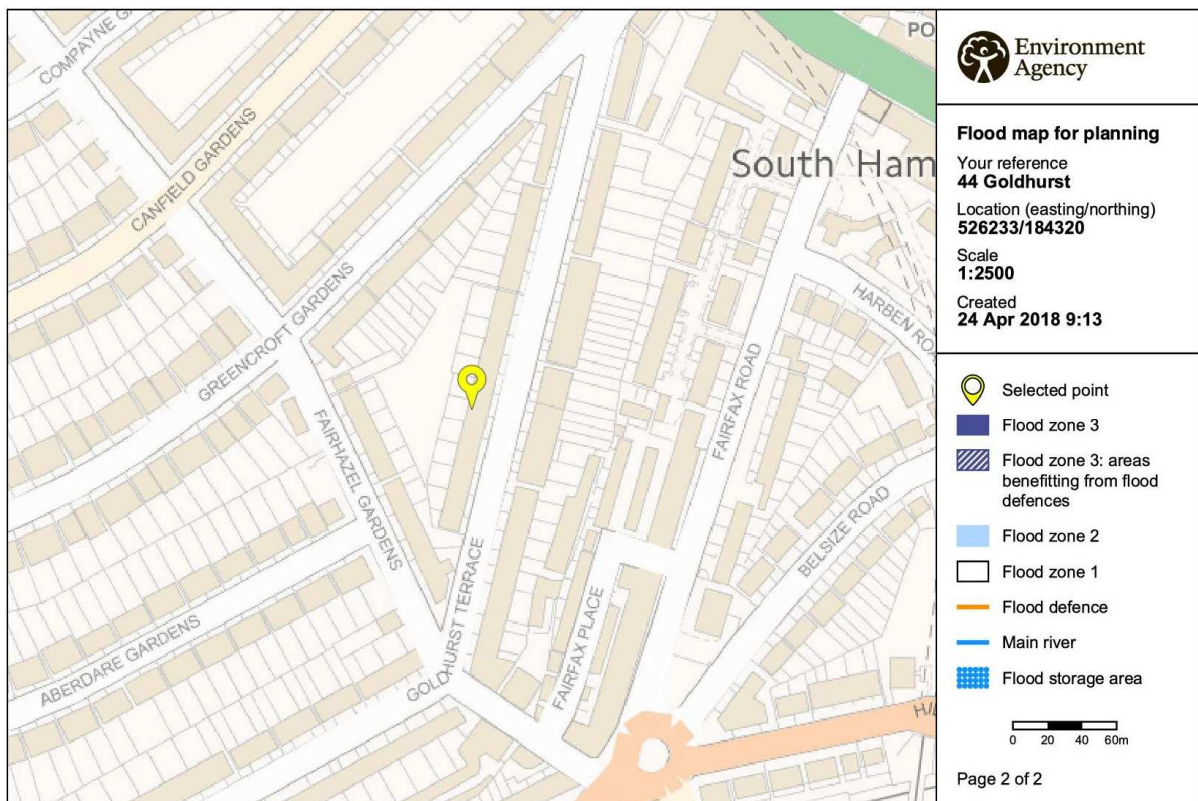 COMPAYNE GA
CANFIELD GARDENS
GREENCROFT GARDENS
FAIRHAZEL GARDENS
ABERDARE GARDENS
GOLDHURST TERRACE
FAIRFAX PLACE
FAIRFAX ROAD
BELSIZE ROAD
HARBEN ROA
South Ham
PO
Environment
Agency
Flood map for planning
Your reference
44 Goldhurst
Location (easting/northing)
526233/184320
Scale
1:2500
Created
24 Apr 2018 9:13
Selected point
Flood zone 3
Flood zone 3: areas
benefitting from flood
defences
Flood zone 2
Flood zone 1
Flood defence
Main river
Flood storage area
0 20 40 60m
Page 2 of 2